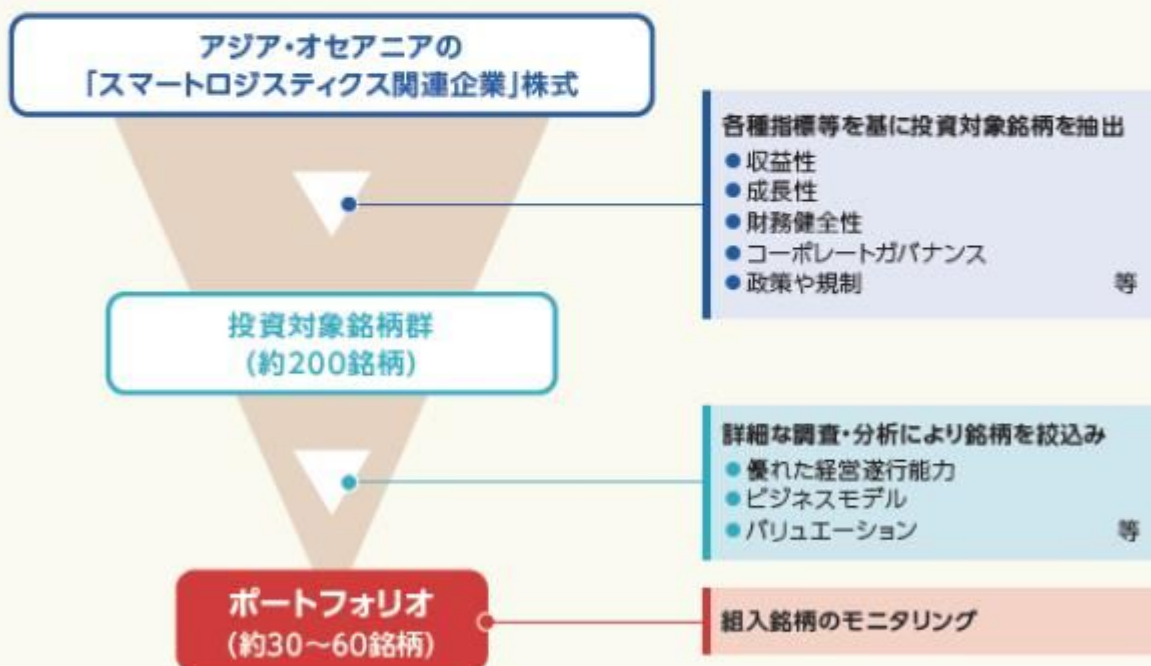 アジア・オセアニアの
「スマートロジスティクス関連企業」株式
各種指標等を基に投資対象銘柄を抽出
●収益性
●成長性
●財務健全性
●コーポレートガバナンス
●政策や規制 等
投資対象銘柄群
(約200銘柄)
詳細な調査・分析により銘柄を絞込み
●優れた経営遂行能力
●ビジネスモデル
●バリュエーション 等
ポートフォリオ
(約30～60銘柄)
組入銘柄のモニタリング